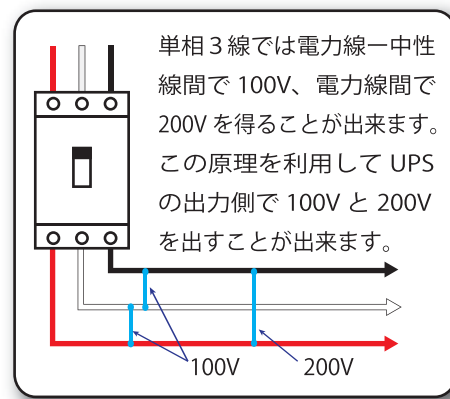 単相3線では電力線ー中性
線間で 100V、電力線間で
200V を得ることが出来ます。
この原理を利用して UPS
の出力側で 100V と 200V
を出すことが出来ます。
100V
200V